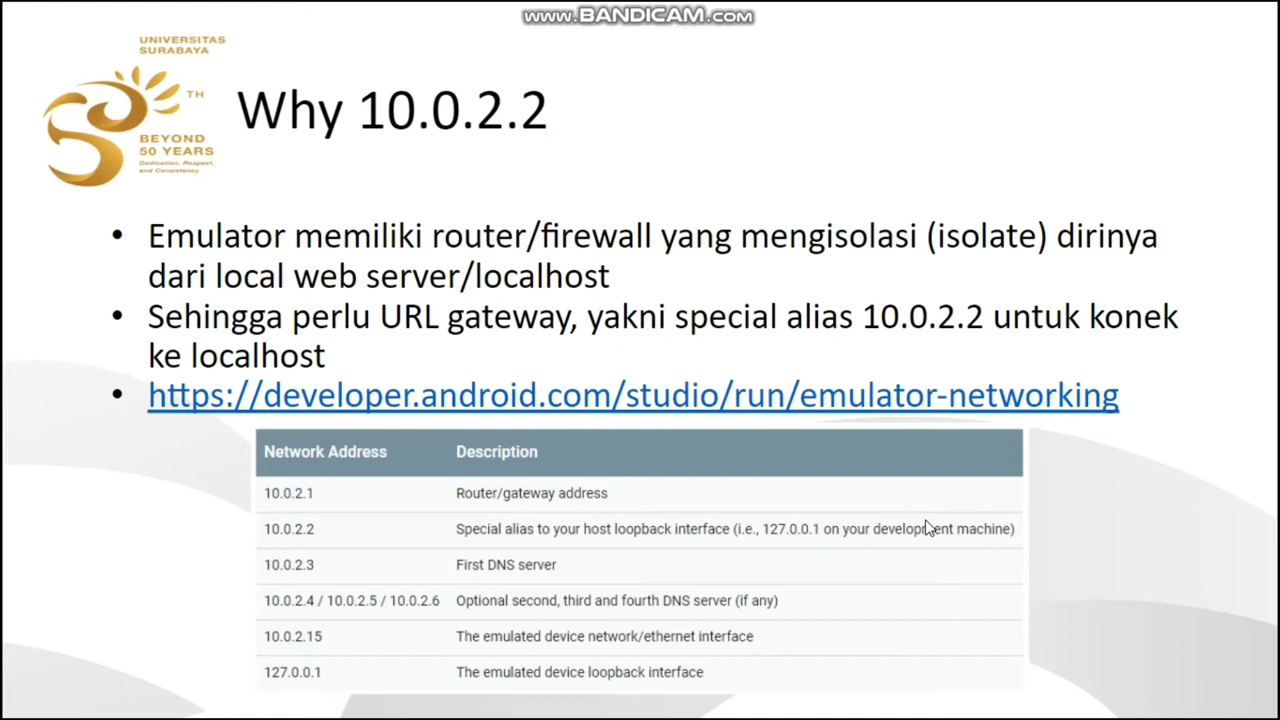 www.BANDICAM.com
UNIVERSITAS
SURABAYA
TH
BEYOND
50 YEARS
Dedication, Respect,
and Consistency
Why 10.0.2.2
• Emulator memiliki router/firewall yang mengisolasi (isolate) dirinya
dari local web server/localhost
• Sehingga perlu URL gateway, yakni special alias 10.0.2.2 untuk konek
ke localhost
• https://developer.android.com/studio/run/emulator-networking
Network Address Description
10.0.2.1 Router/gateway address
10.0.2.2 Special alias to your host loopback interface (i.e., 127.0.0.1 on your development machine)
10.0.2.3 First DNS server
10.0.2.4 / 10.0.2.5 / 10.0.2.6 Optional second, third and fourth DNS server (if any)
10.0.2.15 The emulated device network/ethernet interface
127.0.0.1 The emulated device loopback interface